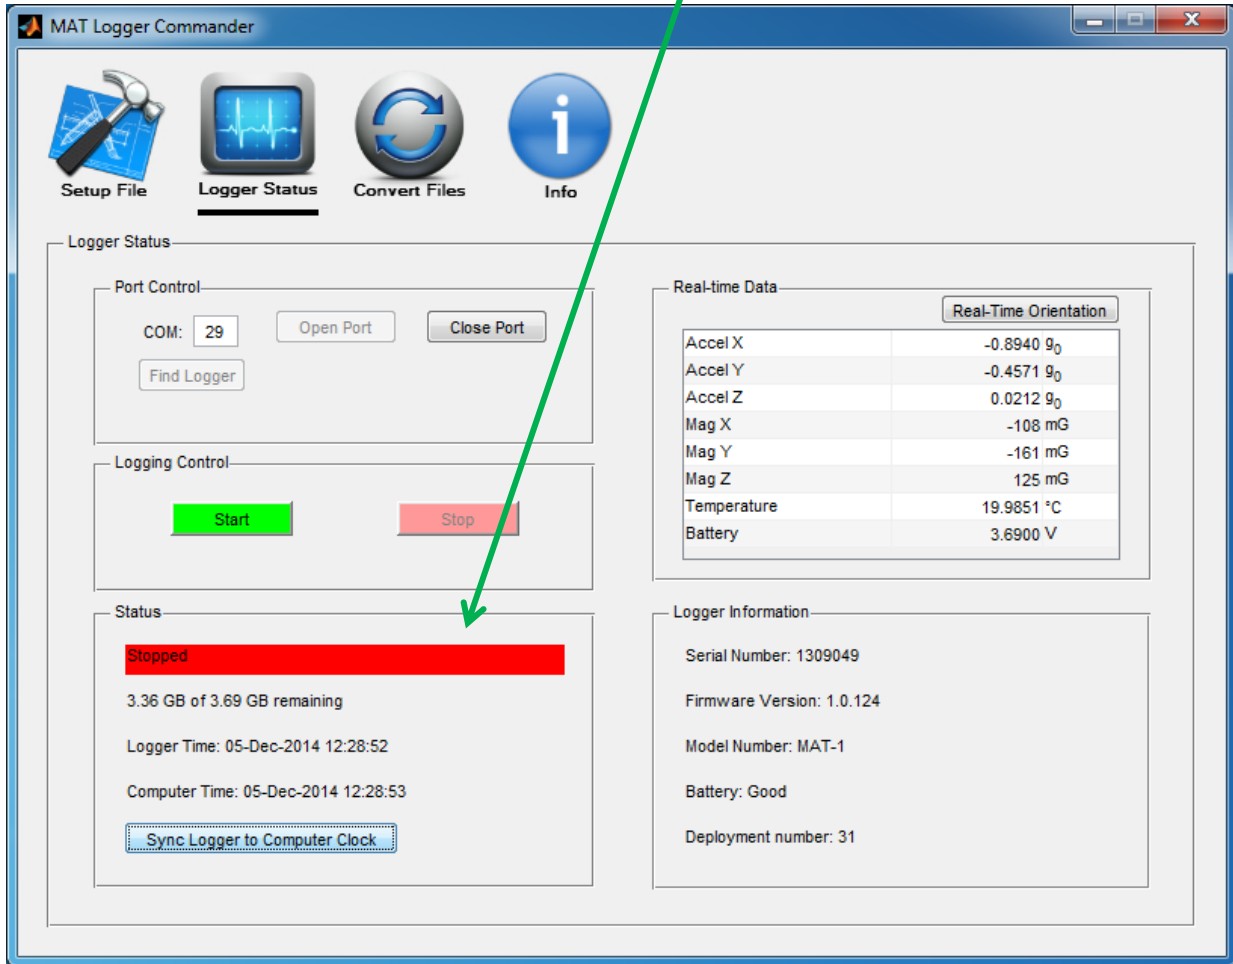 MAT Logger Commander
Setup File Logger Status Convert Files Info
Logger Status
Port Control
COM: 29 Open Port Close Port
Find Logger
Logging Control
Start Stop
Status
Stopped
3.36 GB of 3.69 GB remaining
Logger Time: 05-Dec-2014 12:28:52
Computer Time: 05-Dec-2014 12:28:53
Sync Logger to Computer Clock
Real-time Data
Real-Time Orientation
Accel X -0.8940 g0
Accel Y -0.4571 g0
Accel Z 0.0212 g0
Mag X -108 mG
Mag Y -161 mG
Mag Z 125 mG
Temperature 19.9851 °C
Battery 3.6900 V
Logger Information
Serial Number: 1309049
Firmware Version: 1.0.124
Model Number: MAT-1
Battery: Good
Deployment number: 31